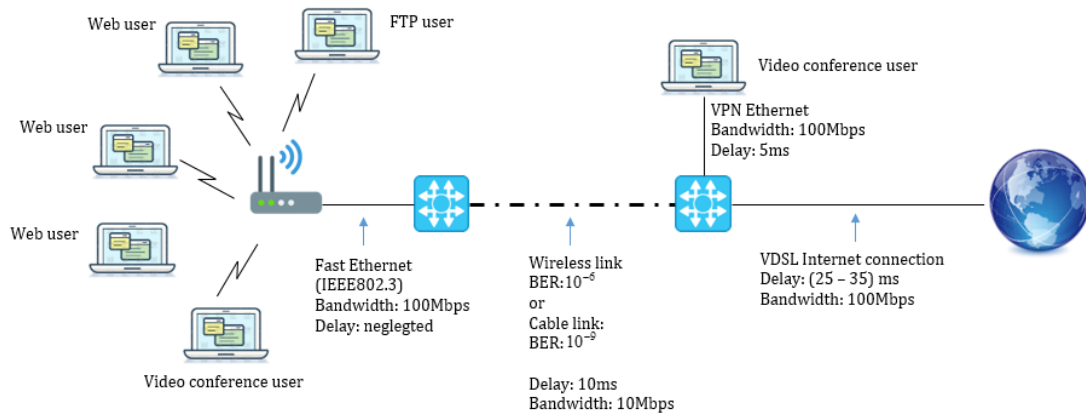 Web user
FTP user
Web user
Web user
Video conference user
Fast Ethernet
(IEEE802.3)
Bandwidth: 100Mbps
Delay: neglegted
Wireless link
BER:10⁻⁶
or
Cable link:
BER: 10⁻⁹
Delay: 10ms
Bandwidth: 10Mbps
Video conference user
VPN Ethernet
Bandwidth: 100Mbps
Delay: 5ms
VDSL Internet connection
Delay: (25 – 35) ms
Bandwidth: 100Mbps